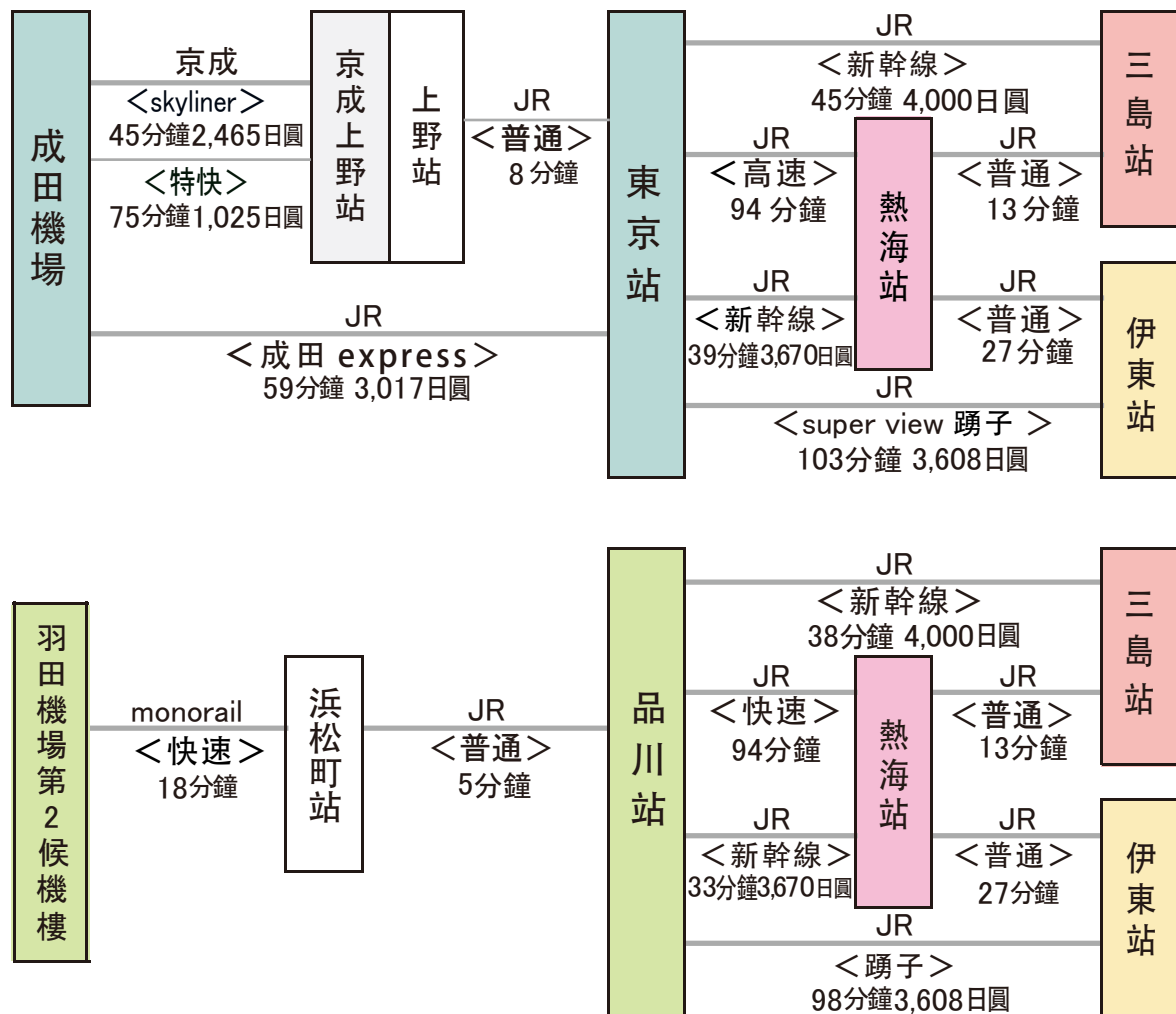 成田機場
京成
＜skyliner＞
45分鐘2,465日圓
＜特快＞
75分鐘1,025日圓
京成上野站
上野站
JR
＜普通＞
8分鐘
JR
＜成田 express＞
59分鐘 3,017日圓
東京站
JR
＜新幹線＞
45分鐘 4,000日圓
JR
＜高速＞
94 分鐘
熱海站
JR
＜普通＞
13分鐘
三島站
JR
＜新幹線＞
39分鐘3,670日圓
JR
＜普通＞
27分鐘
JR
＜super view 踊子 ＞
103分鐘 3,608日圓
伊東站
羽田機場第2候機樓
monorail
＜快速＞
18分鐘
浜松町站
JR
＜普通＞
5分鐘
品川站
JR
＜新幹線＞
38分鐘 4,000日圓
JR
＜快速＞
94分鐘
熱海站
JR
＜普通＞
13分鐘
三島站
JR
＜新幹線＞
33分鐘3,670日圓
JR
＜普通＞
27分鐘
JR
＜踊子＞
98分鐘3,608日圓
伊東站